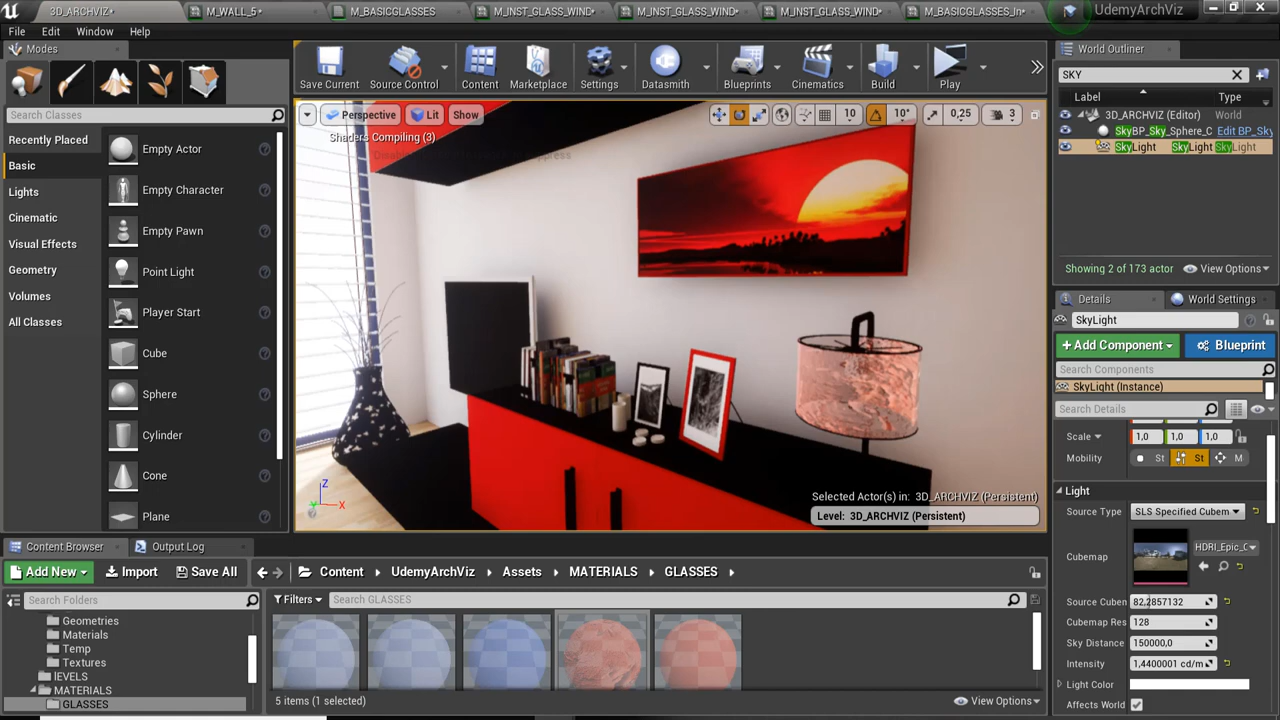 3D_ARCHVIZ•
M_WALL_5•
M_BASICGLASSES
M_INST_GLASS_WIND•
M_INST_GLASS_WIND•
M_INST_GLASS_WIND•
M_BASICGLASSES_In•
UdemyArchViz
File
Edit
Window
Help
Modes
World Outliner
Save Current
Source Control
Content
Marketplace
Settings
Datasmith
Blueprints
Cinematics
Build
Play
SKY
Label
Type
Search Classes
Recently Placed
Basic
Lights
Cinematic
Visual Effects
Geometry
Volumes
All Classes
Empty Actor
Empty Character
Empty Pawn
Point Light
Player Start
Cube
Sphere
Cylinder
Cone
Plane
Perspective
Lit
Show
10
10°
0,25
3
Shaders Compiling (3)
Selected Actor(s) in: 3D_ARCHVIZ (Persistent)
Level: 3D_ARCHVIZ (Persistent)
Z
X
3D_ARCHVIZ (Editor) World
SkyBP_Sky_Sphere_C Edit BP_Sky
SkyLight SkyLight SkyLight
Showing 2 of 173 actor
View Options
Details
World Settings
SkyLight
+Add Component
Blueprint
Search Components
SkyLight (Instance)
Search Details
Scale 1,0 1,0 1,0
Mobility St St M
Light
Source Type SLS Specified Cubem
Cubemap HDRI_Epic_C
Source Cuben 82,2857132
Cubemap Res 128
Sky Distance 150000,0
Intensity 1,4400001 cd/m
Light Color
Affects World
Content Browser
Output Log
Add New
Import
Save All
Content
UdemyArchViz
Assets
MATERIALS
GLASSES
Search Folders
Filters
Search GLASSES
Geometries
Materials
Temp
Textures
lEVELS
MATERIALS
GLASSES
5 items (1 selected)
View Options